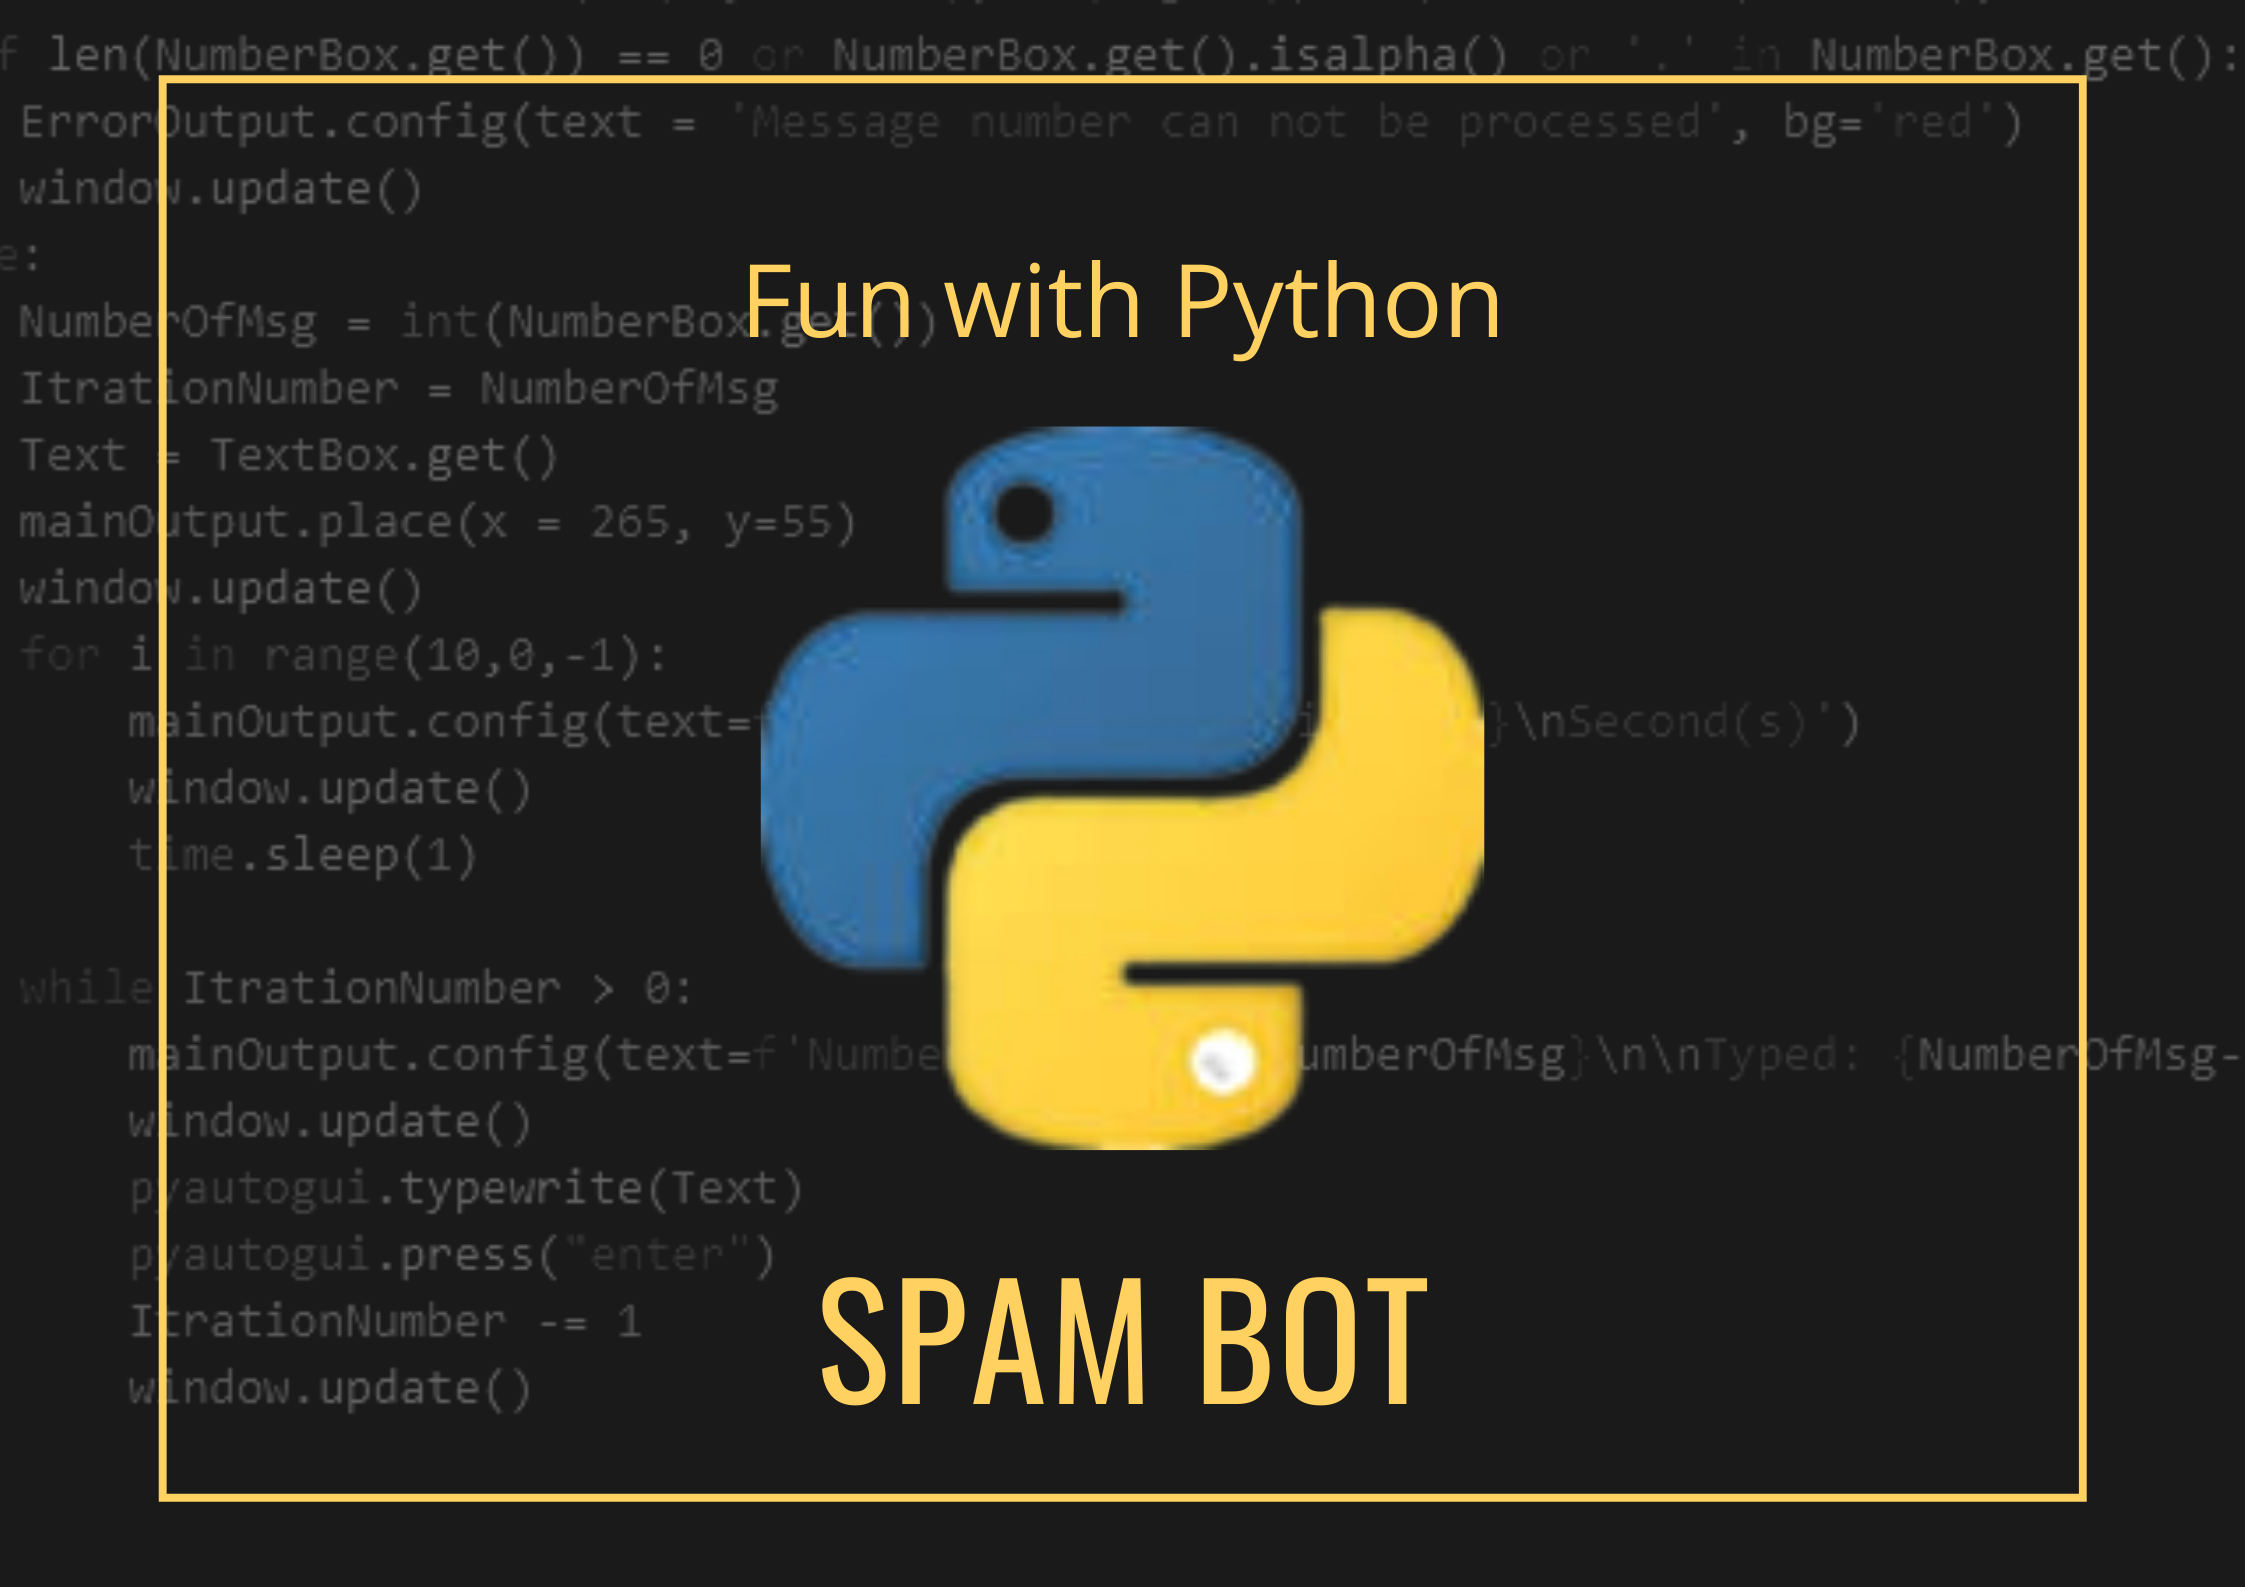 f len(NumberBox.get()) == 0 or NumberBox.get().isalpha() or '.' in NumberBox.get():
ErrorOutput.config(text = 'Message number can not be processed', bg='red')
window.update()
e:
Fun with Python
NumberOfMsg = int(NumberBox.get())
ItrationNumber = NumberOfMsg
Text = TextBox.get()
mainOutput.place(x = 265, y=55)
window.update()
for i in range(10,0,-1):
mainOutput.config(text= i }\nSecond(s)')
window.update()
time.sleep(1)
while ItrationNumber > 0:
mainOutput.config(text=f'Numbe umberOfMsg}\n\nTyped: {NumberOfMsg-
window.update()
pyautogui.typewrite(Text)
pyautogui.press("enter")
ItrationNumber -= 1
window.update()
SPAM BOT